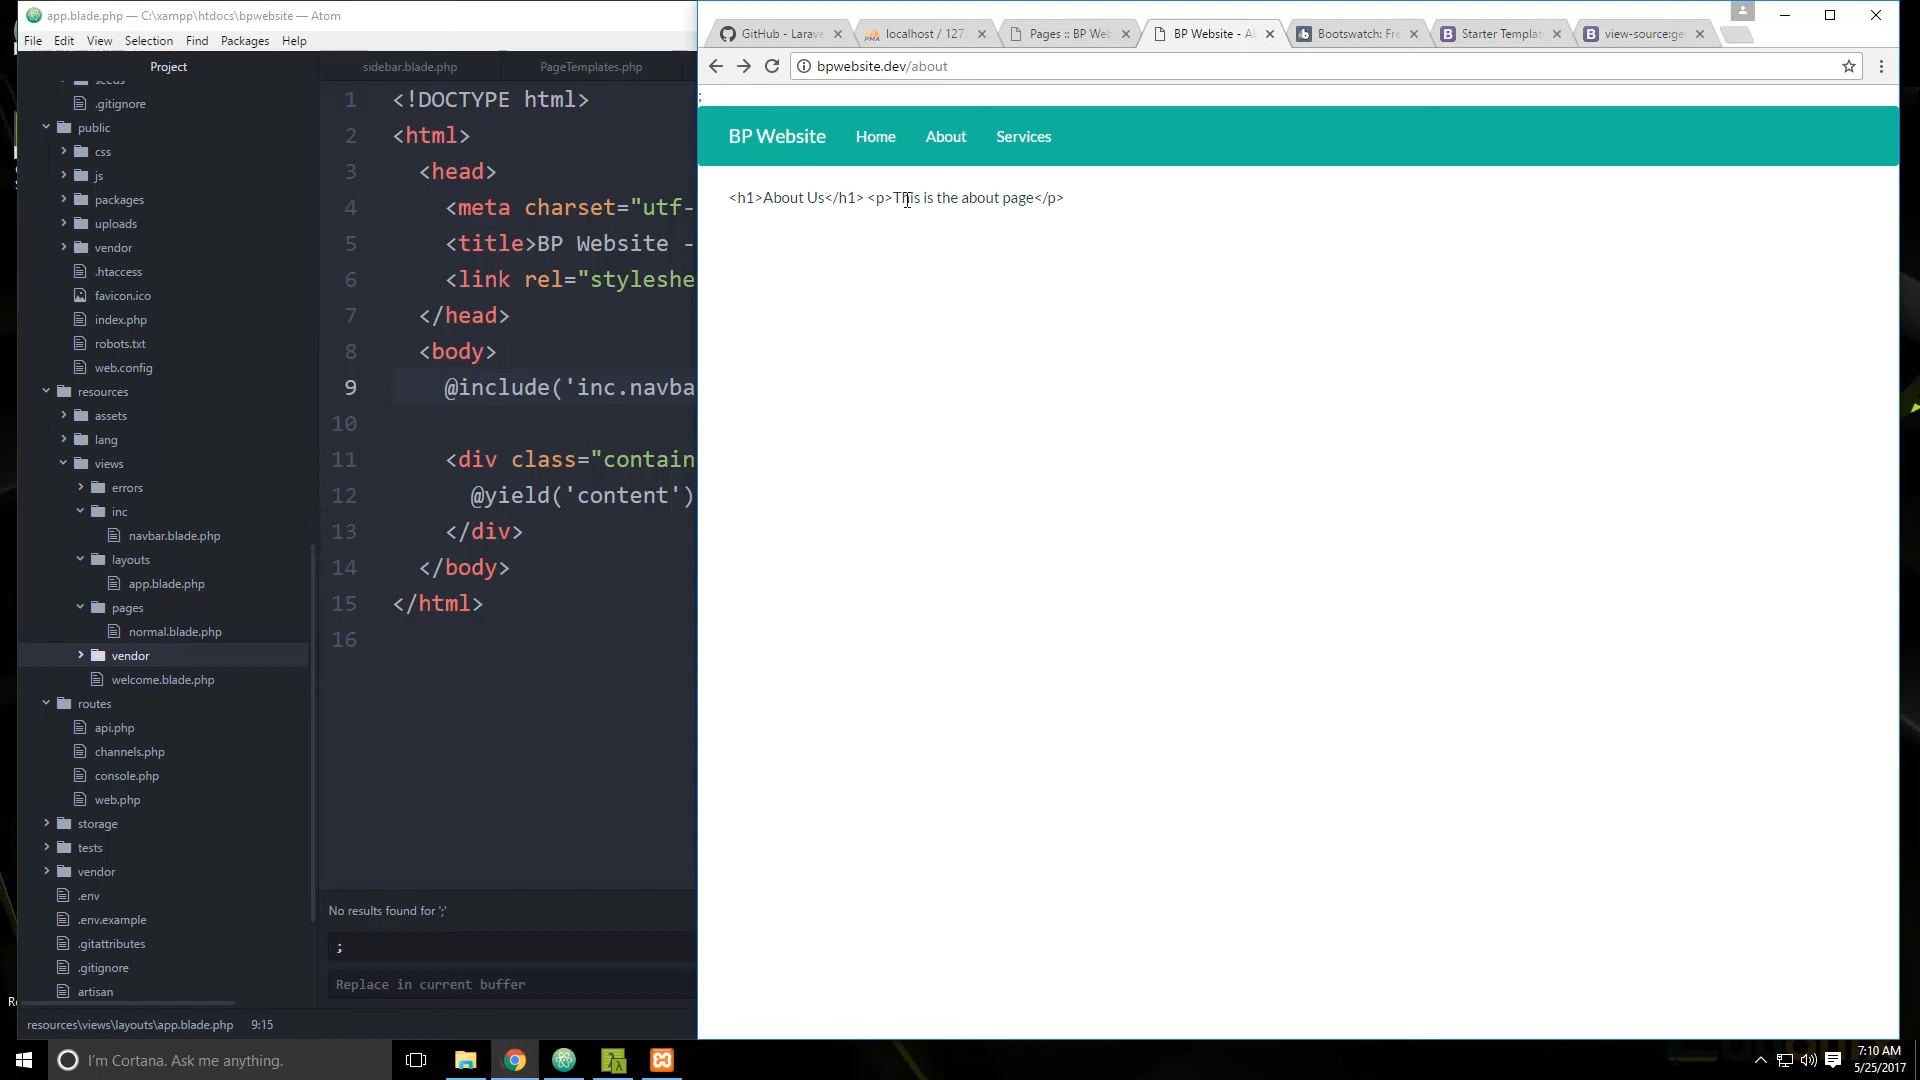 app.blade.php — C:\xampp\htdocs\bpwebsite — Atom
File Edit View Selection Find Packages Help
Project
seeds
.gitignore
public
css
js
packages
uploads
vendor
.htaccess
favicon.ico
index.php
robots.txt
web.config
resources
assets
lang
views
errors
inc
navbar.blade.php
layouts
app.blade.php
pages
normal.blade.php
vendor
welcome.blade.php
routes
api.php
channels.php
console.php
web.php
storage
tests
vendor
.env
.env.example
.gitattributes
.gitignore
artisan
sidebar.blade.php PageTemplates.php
1 <!DOCTYPE html>
2 <html>
3 <head>
4 <meta charset="utf-
5 <title>BP Website -
6 <link rel="styleshe
7 </head>
8 <body>
9 @include('inc.navba
10
11 <div class="contain
12 @yield('content')
13 </div>
14 </body>
15 </html>
16
No results found for ';'
;
Replace in current buffer
resources\views\layouts\app.blade.php 9:15
GitHub - Larave localhost / 127. Pages :: BP Web BP Website - Ab Bootswatch: Fre Starter Templat view-source:get
bpwebsite.dev/about
;
BP Website Home About Services
<h1>About Us</h1> <p>This is the about page</p>
I'm Cortana. Ask me anything.
7:10 AM
5/25/2017